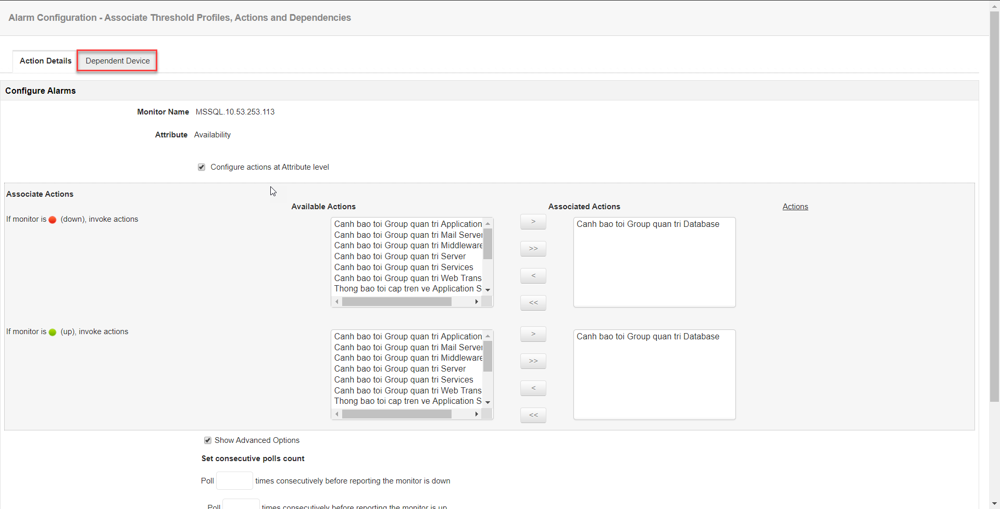 Alarm Configuration - Associate Threshold Profiles, Actions and Dependencies
Action Details
Dependent Device
Configure Alarms
Monitor Name MSSQL.10.53.253.113
Attribute Availability
Configure actions at Attribute level
Associate Actions
Available Actions
Associated Actions
Actions
If monitor is (down), invoke actions
Canh bao toi Group quan tri Application
Canh bao toi Group quan tri Mail Server
Canh bao toi Group quan tri Middleware
Canh bao toi Group quan tri Server
Canh bao toi Group quan tri Services
Canh bao toi Group quan tri Web Trans
Thong bao toi cap tren ve Application S
>
>>
<
<<
Canh bao toi Group quan tri Database
If monitor is (up), invoke actions
Canh bao toi Group quan tri Application
Canh bao toi Group quan tri Mail Server
Canh bao toi Group quan tri Middleware
Canh bao toi Group quan tri Server
Canh bao toi Group quan tri Services
Canh bao toi Group quan tri Web Trans
Thong bao toi cap tren ve Application S
>
>>
<
<<
Canh bao toi Group quan tri Database
Show Advanced Options
Set consecutive polls count
Poll times consecutively before reporting the monitor is down
Poll times consecutively before reporting the monitor is up